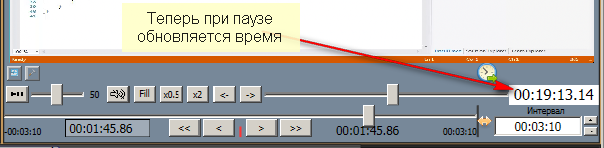 Теперь при паузе
обновляется время
Ready
50 Fill x0.5 x2 <- -> 00:19:13.14
Интервал
-00:03:10 00:01:45.86 << < > >> 00:01:45.86 00:03:10 00:03:10